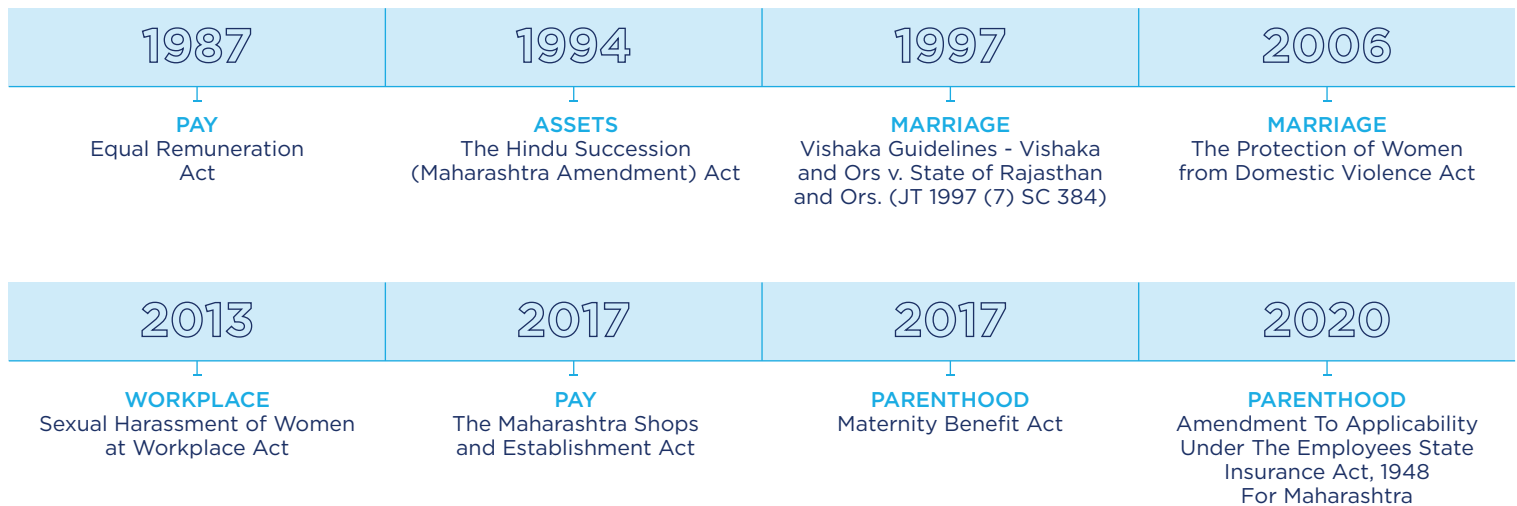 1987
1994
1997
2006
PAY
Equal Remuneration
Act
ASSETS
The Hindu Succession
(Maharashtra Amendment) Act
MARRIAGE
Vishaka Guidelines - Vishaka
and Ors v. State of Rajasthan
and Ors. (JT 1997 (7) SC 384)
MARRIAGE
The Protection of Women
from Domestic Violence Act
2013
2017
2017
2020
WORKPLACE
Sexual Harassment of Women
at Workplace Act
PAY
The Maharashtra Shops
and Establishment Act
PARENTHOOD
Maternity Benefit Act
PARENTHOOD
Amendment To Applicability
Under The Employees State
Insurance Act, 1948
For Maharashtra